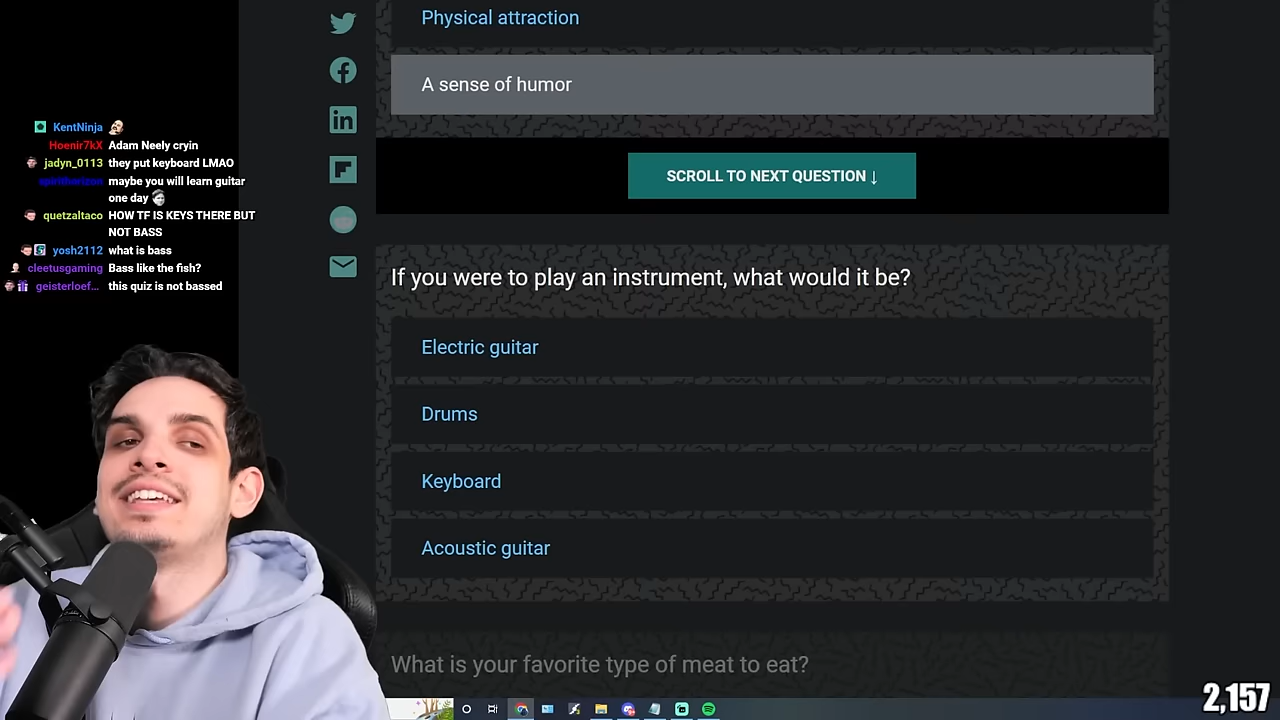 Physical attraction
A sense of humor
SCROLL TO NEXT QUESTION ↓
If you were to play an instrument, what would it be?
Electric guitar
Drums
Keyboard
Acoustic guitar
What is your favorite type of meat to eat?
KentNinja
Hoenir7kX Adam Neely cryin
jadyn_0113 they put keyboard LMAO
maybe you will learn guitar
one day
quetzaltaco HOW TF IS KEYS THERE BUT
NOT BASS
yosh2112 what is bass
cleetusgaming Bass like the fish?
geisterloef... this quiz is not bassed
2,157